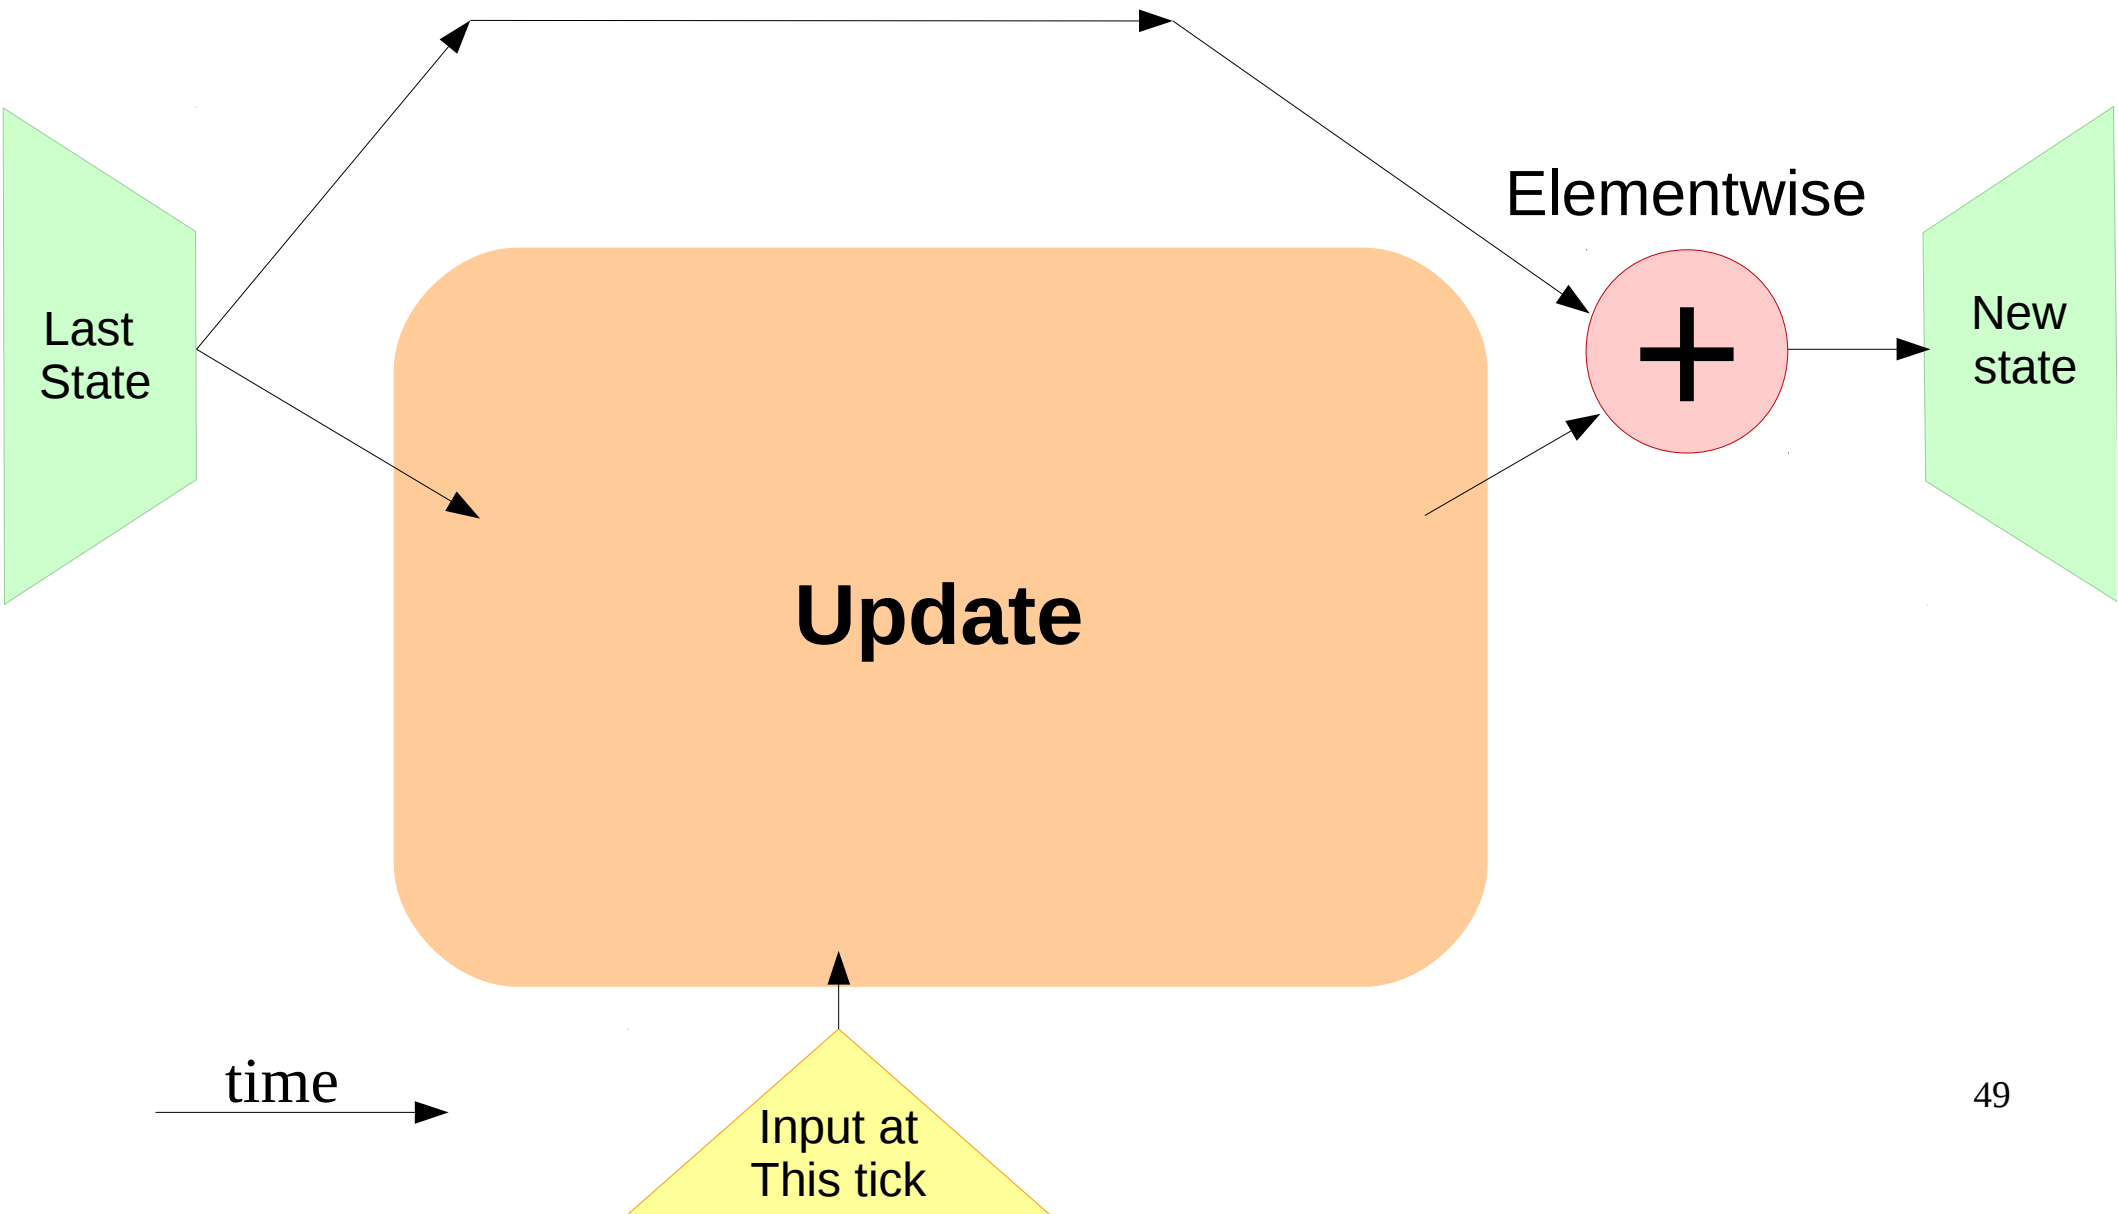 Elementwise
Last
State
New
state
Update
time
Input at
This tick
49